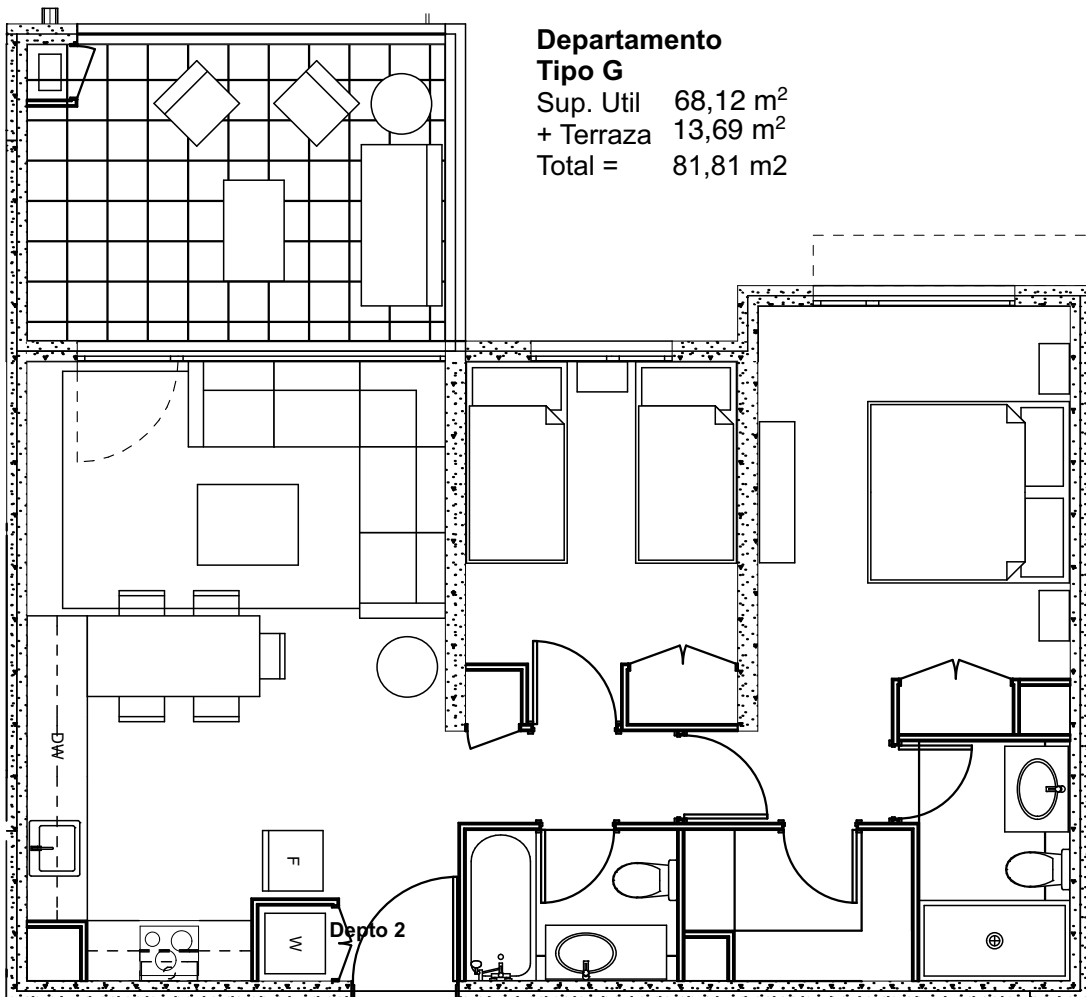 Departamento
Tipo G
Sup. Util 68,12 m²
+ Terraza 13,69 m²
Total = 81,81 m2
DW
F
W
Depto 2